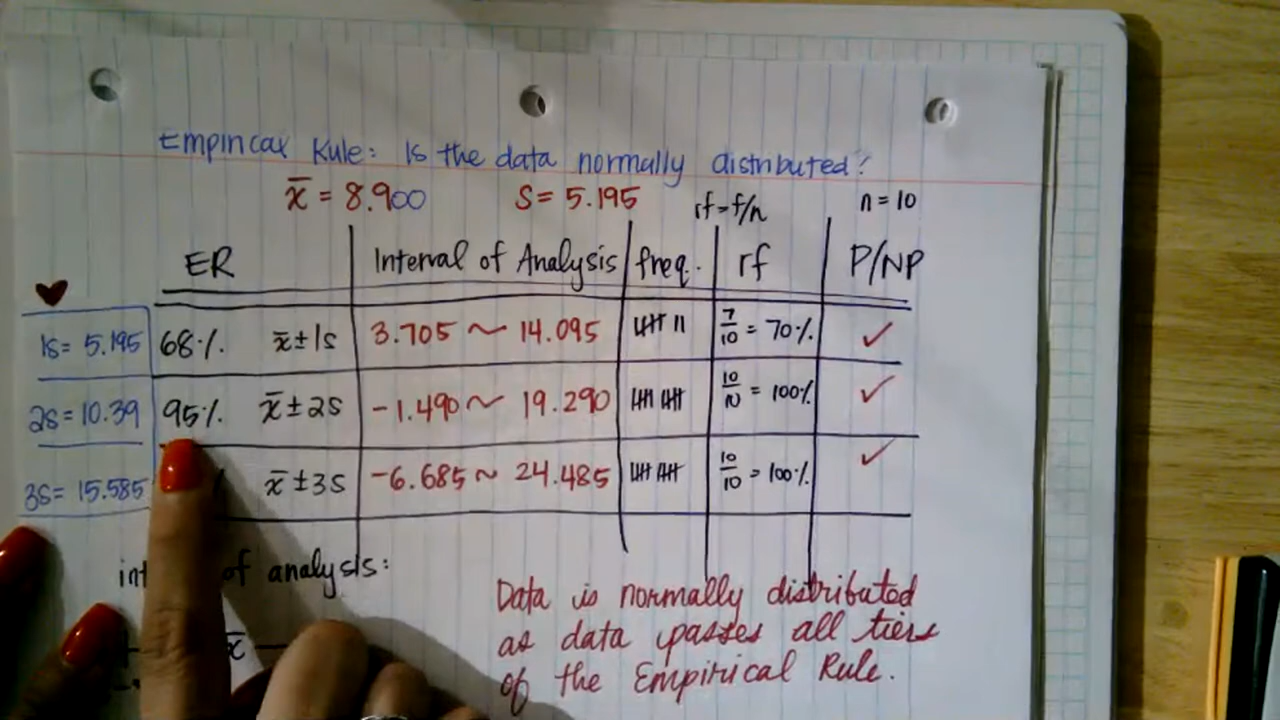 Empirical Rule: Is the data normally distributed?
x̄ = 8.900 S = 5.195 rf = f/n n = 10
ER Interval of Analysis freq. rf P/NP
1s = 5.195 68% x̄ ± 1s 3.705 ~ 14.095 𝍸 || 7/10 = 70% ✓
2s = 10.39 95% x̄ ± 2s -1.490 ~ 19.290 𝍸 𝍸 10/10 = 100% ✓
3s = 15.585 x̄ ± 3s -6.685 ~ 24.485 𝍸 𝍸 10/10 = 100% ✓
of analysis:
x̄
Data is normally distributed
as data passes all tiers
of the Empirical Rule.